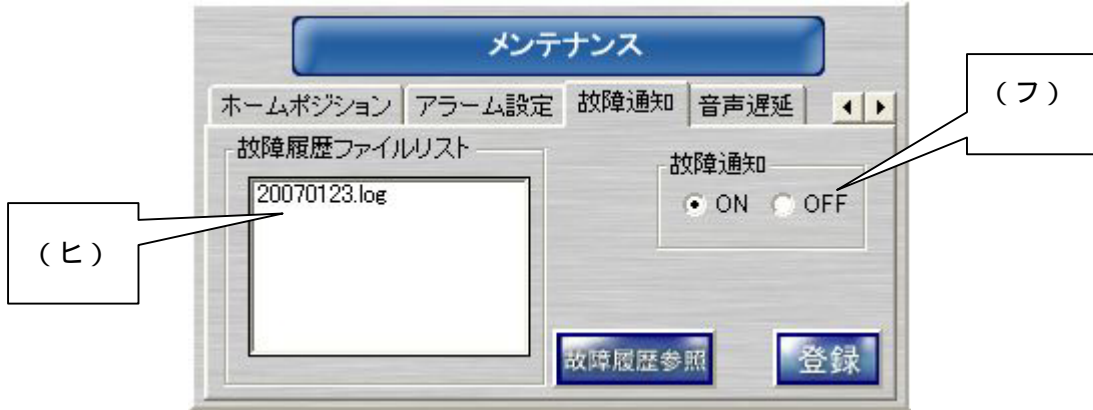 メンテナンス
ホームポジション アラーム設定 故障通知 音声遅延
(フ)
故障履歴ファイルリスト
故障通知
20070123.log
ON OFF
(ヒ)
故障履歴参照 登録